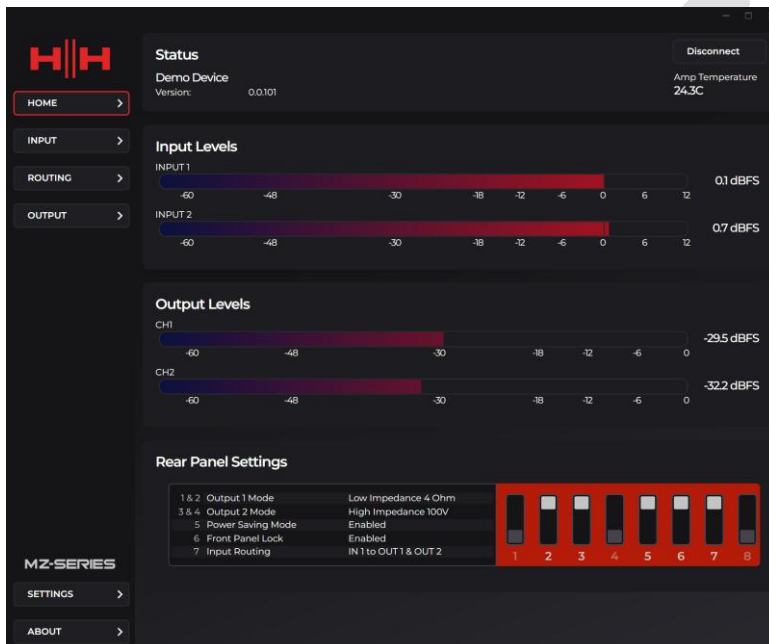 HH
Status
Disconnect
Demo Device
Version: 0.0.101
Amp Temperature
24.3C
HOME
INPUT
ROUTING
OUTPUT
Input Levels
INPUT 1
0.1 dBFS
-60 -48 -30 -18 -12 -6 0 6 12
INPUT 2
0.7 dBFS
-60 -48 -30 -18 -12 -6 0 6 12
Output Levels
CH1
-29.5 dBFS
-60 -48 -30 -18 -12 -6 0
CH2
-32.2 dBFS
-60 -48 -30 -18 -12 -6 0
Rear Panel Settings
1 & 2 Output 1 Mode Low Impedance 4 Ohm
3 & 4 Output 2 Mode High Impedance 100V
5 Power Saving Mode Enabled
6 Front Panel Lock Enabled
7 Input Routing IN 1 to OUT 1 & OUT 2
1 2 3 4 5 6 7 8
MZ-SERIES
SETTINGS
ABOUT